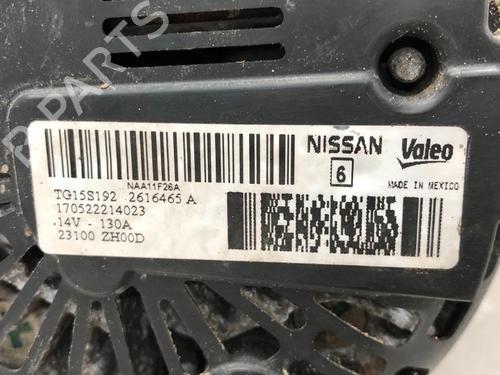 B PARTS
NAA11F26A
TG15S192 2616465 A
170522214023
.14V - 130A
23100 ZH00D
NISSAN
6
Valeo
MADE IN MEXICO